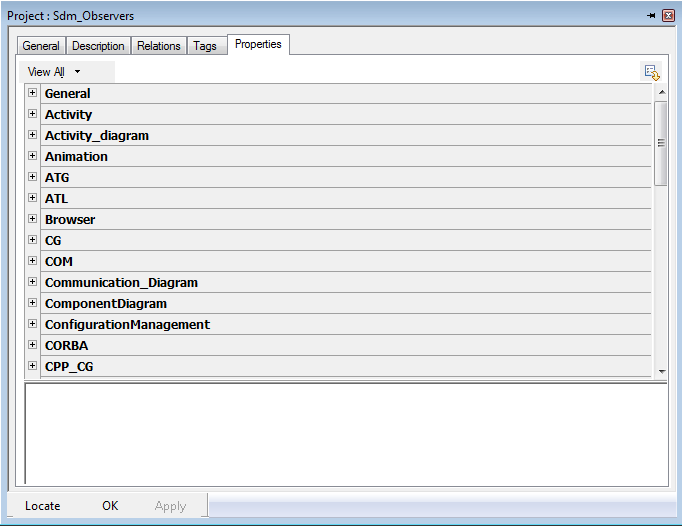 Project : Sdm_Observers
General Description Relations Tags Properties
View All
General
Activity
Activity_diagram
Animation
ATG
ATL
Browser
CG
COM
Communication_Diagram
ComponentDiagram
ConfigurationManagement
CORBA
CPP_CG
Locate OK Apply